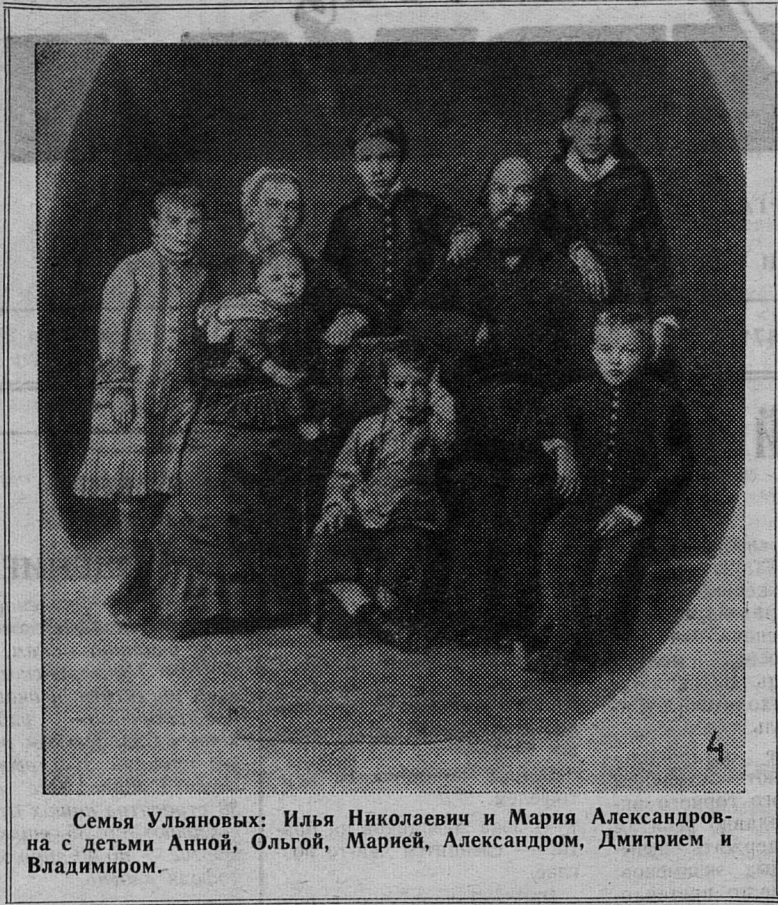 4
Семья Ульяновых: Илья Николаевич и Мария Александров-
на с детьми Анной, Ольгой, Марией, Александром, Дмитрием и
Владимиром.